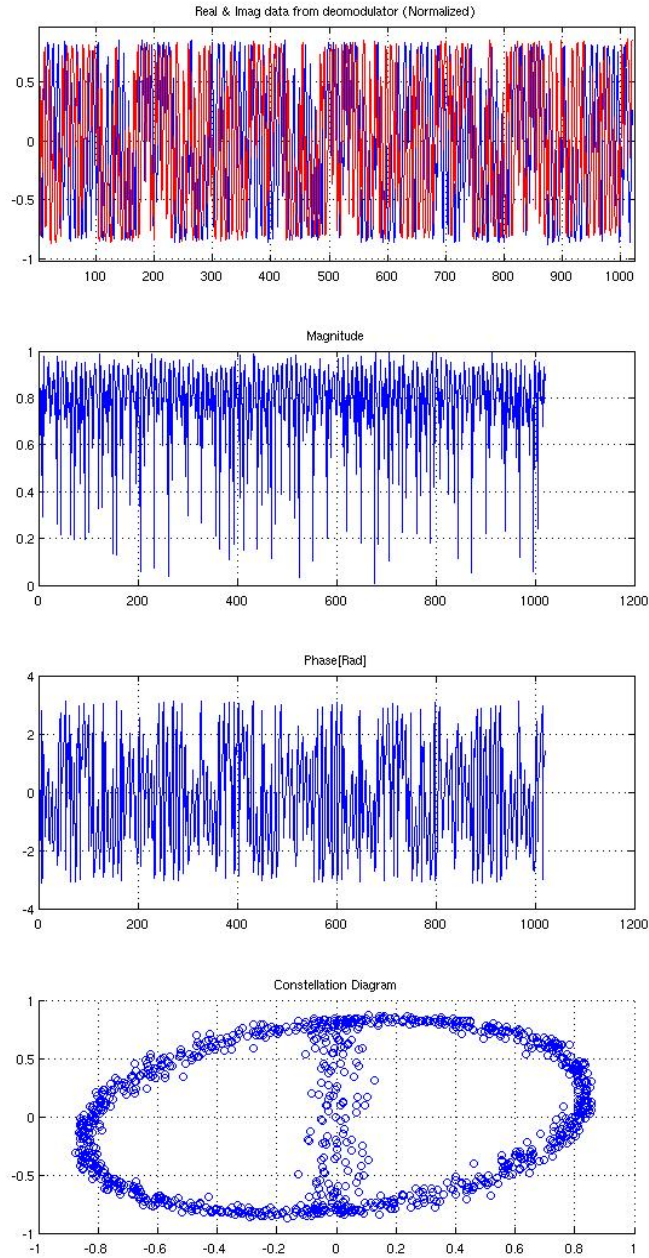 Real & Imag data from deomodulator (Normalized)
0.5
0
-0.5
-1
100 200 300 400 500 600 700 800 900 1000
Magnitude
1
0.8
0.6
0.4
0.2
0
0 200 400 600 800 1000 1200
Phase[Rad]
4
2
0
-2
-4
0 200 400 600 800 1000 1200
Constellation Diagram
1
0.5
0
-0.5
-1
-1 -0.8 -0.6 -0.4 -0.2 0 0.2 0.4 0.6 0.8 1